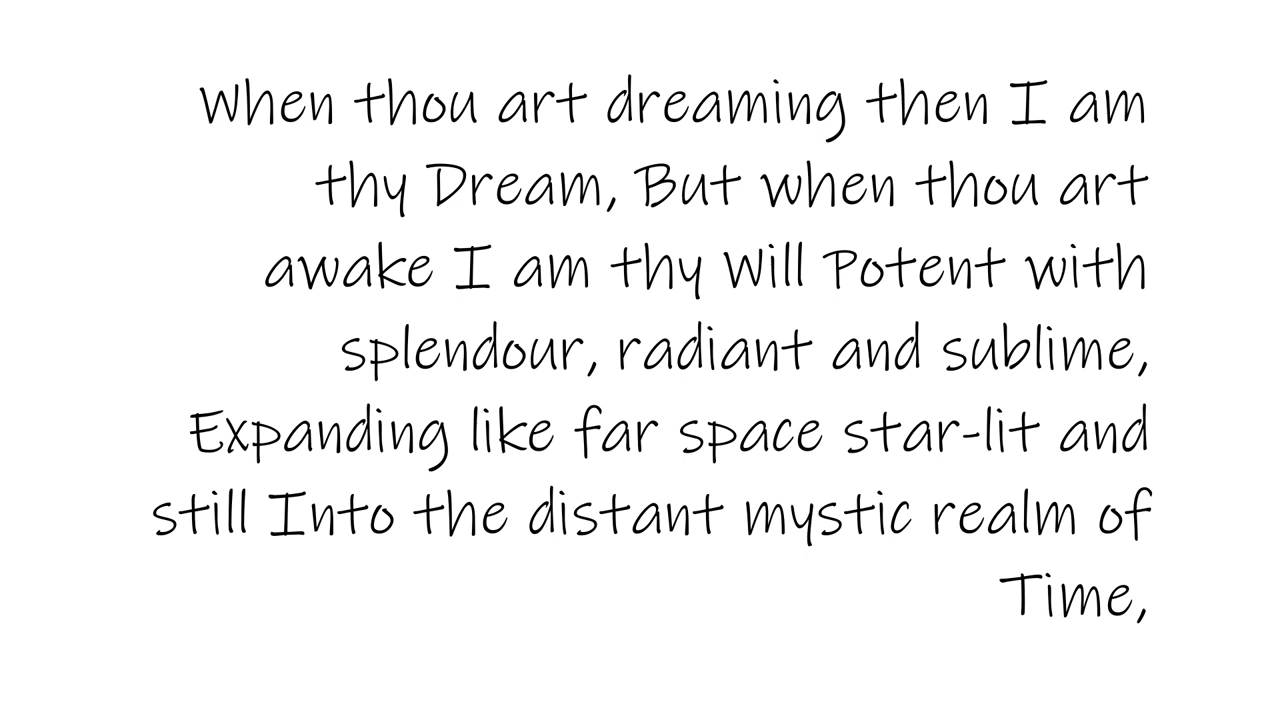 When thou art dreaming then I am
thy Dream, But when thou art
awake I am thy Will Potent with
splendour, radiant and sublime,
Expanding like far space star-lit and
still Into the distant mystic realm of
Time,